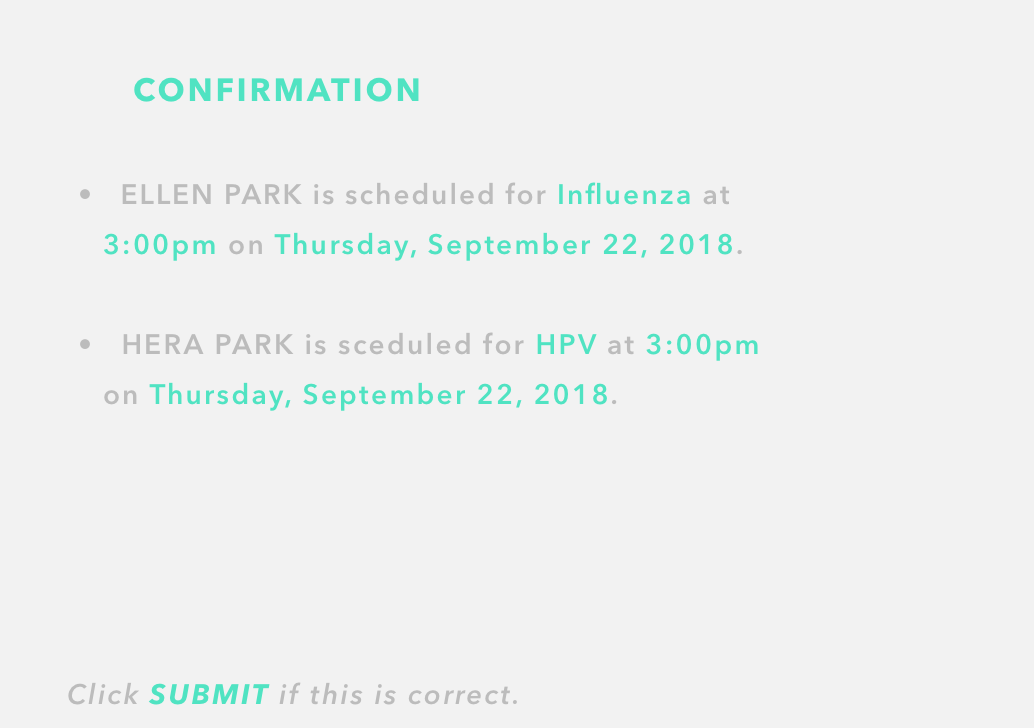 CONFIRMATION
• ELLEN PARK is scheduled for Influenza at
3:00pm on Thursday, September 22, 2018.
• HERA PARK is sceduled for HPV at 3:00pm
on Thursday, September 22, 2018.
Click SUBMIT if this is correct.